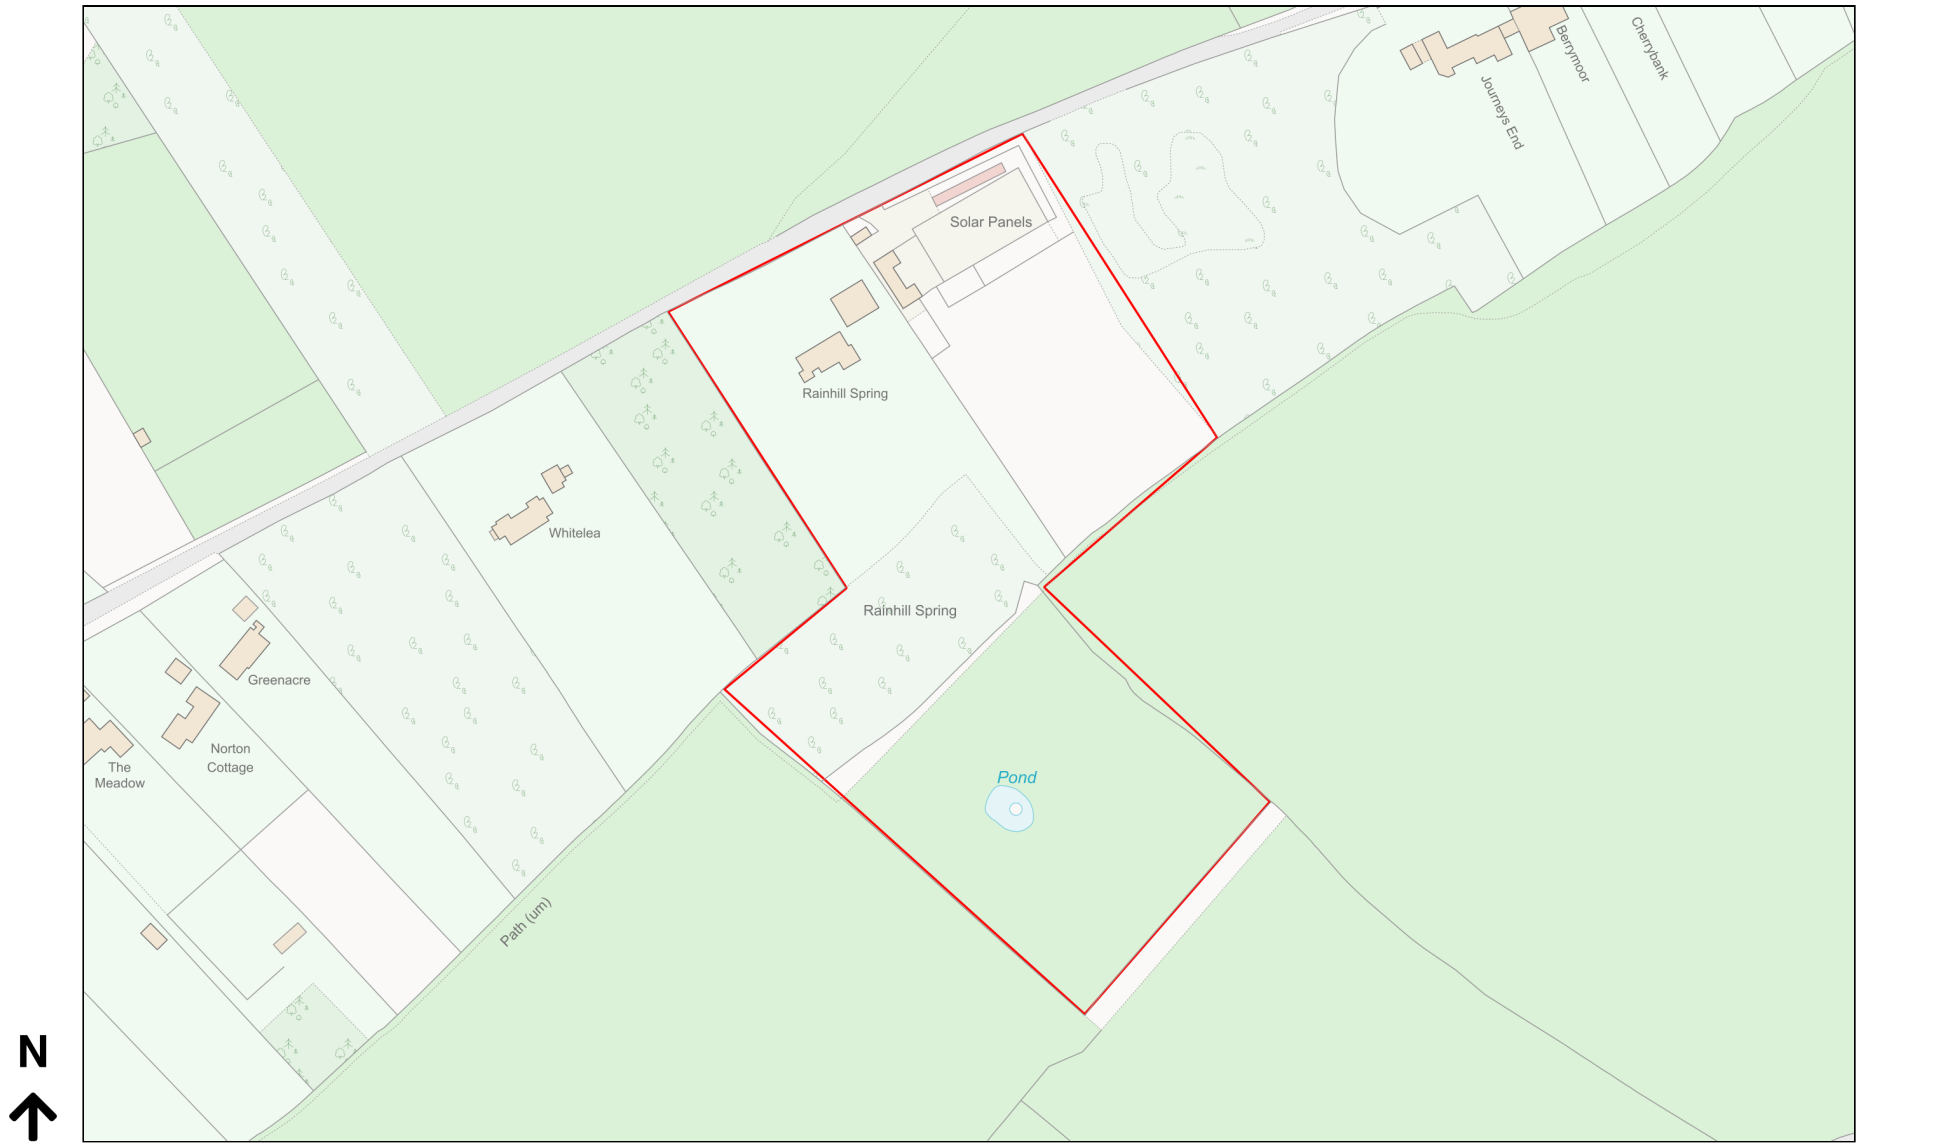 Berrymoor
Cherrybank
Journeys End
Solar Panels
Rainhill Spring
Whitelea
Rainhill Spring
Greenacre
Norton
Cottage
The
Meadow
Pond
Path (um)
N